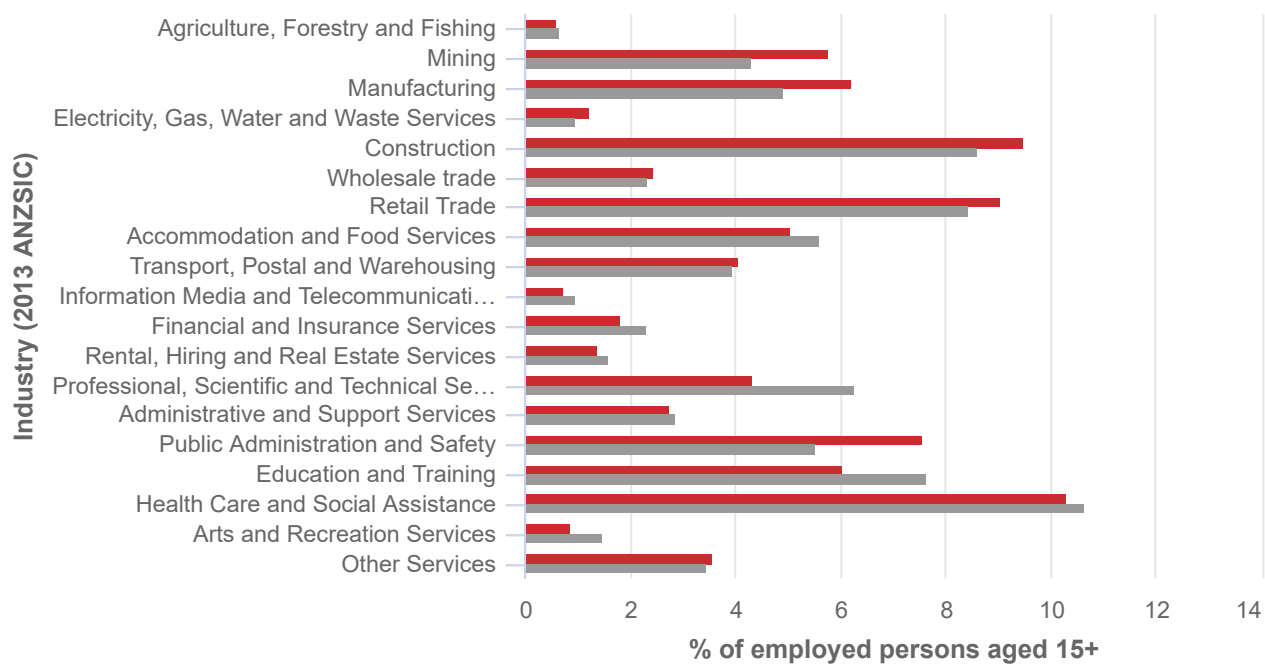 Industry (2013 ANZSIC)
Agriculture, Forestry and Fishing
Mining
Manufacturing
Electricity, Gas, Water and Waste Services
Construction
Wholesale trade
Retail Trade
Accommodation and Food Services
Transport, Postal and Warehousing
Information Media and Telecommunicati…
Financial and Insurance Services
Rental, Hiring and Real Estate Services
Professional, Scientific and Technical Se…
Administrative and Support Services
Public Administration and Safety
Education and Training
Health Care and Social Assistance
Arts and Recreation Services
Other Services
0 2 4 6 8 10 12 14
% of employed persons aged 15+